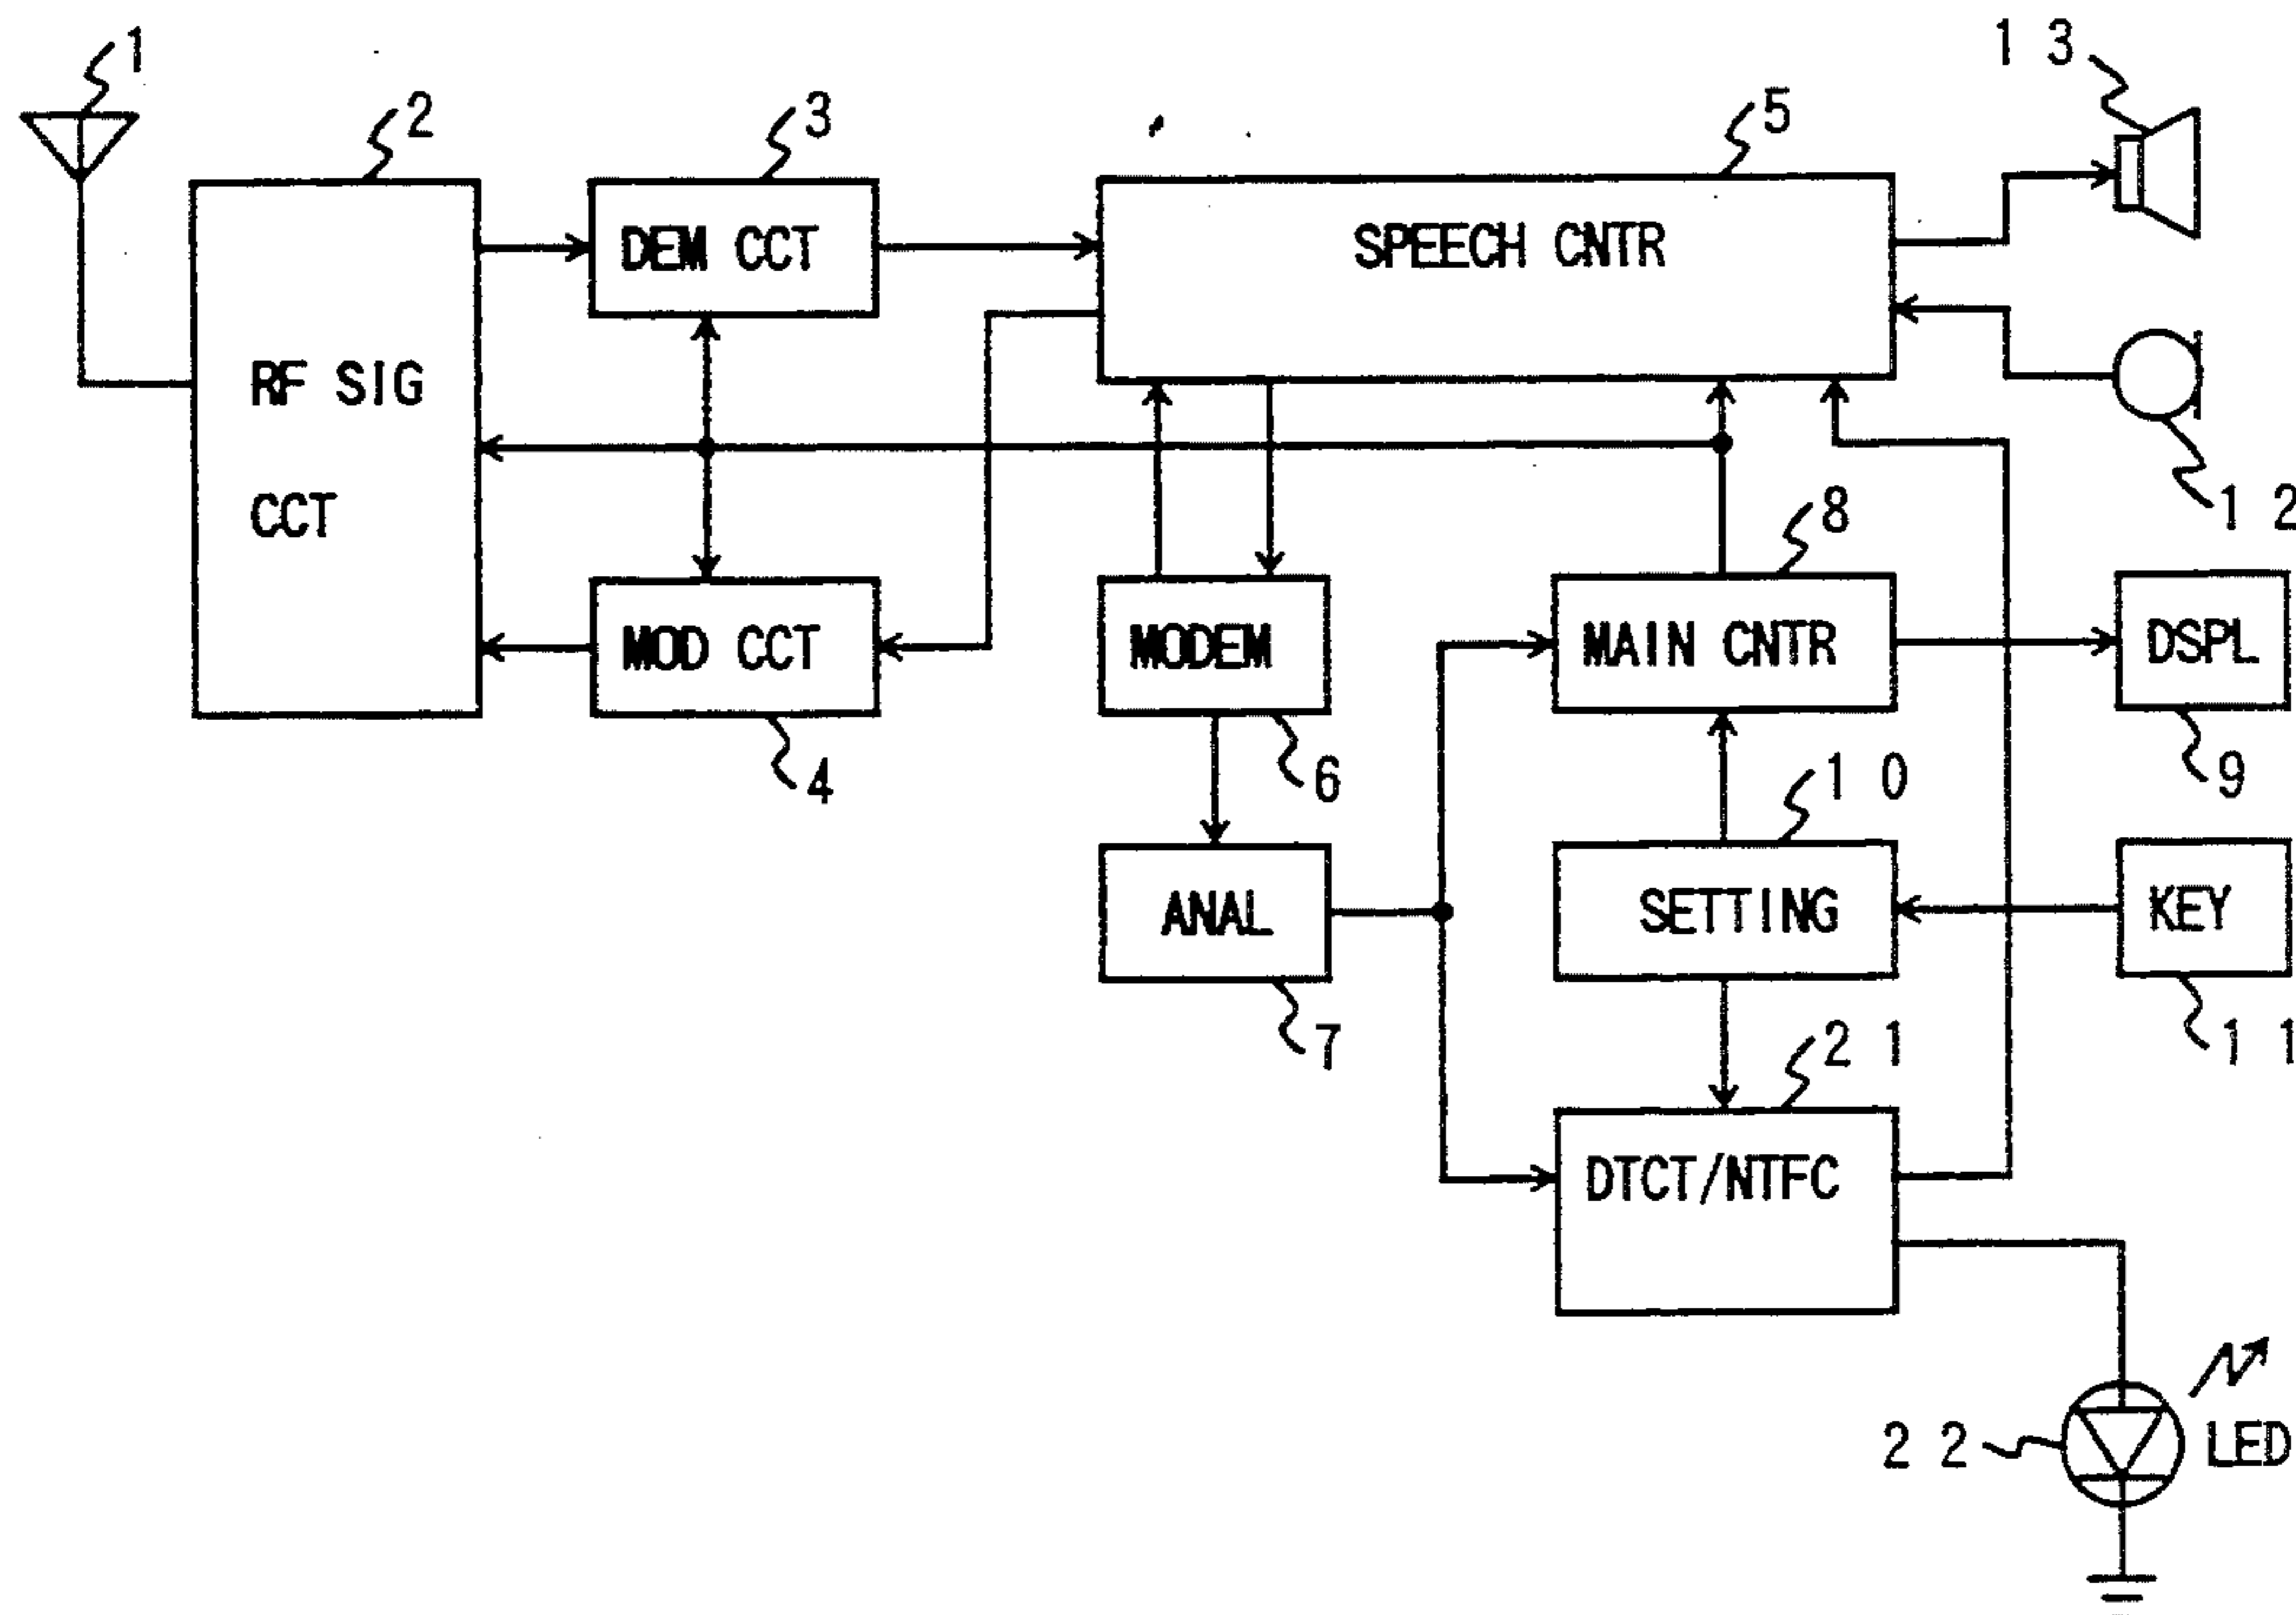 1
2
3
5
1 3
DEM CCT
SPEECH CNTR
RF SIG
CCT
1 2
8
MOD CCT
MODEM
MAIN CNTR
DSPL
4
6
1 0
9
ANAL
SETTING
KEY
7
2 1
1 1
DTCT/NTFC
2 2
LED